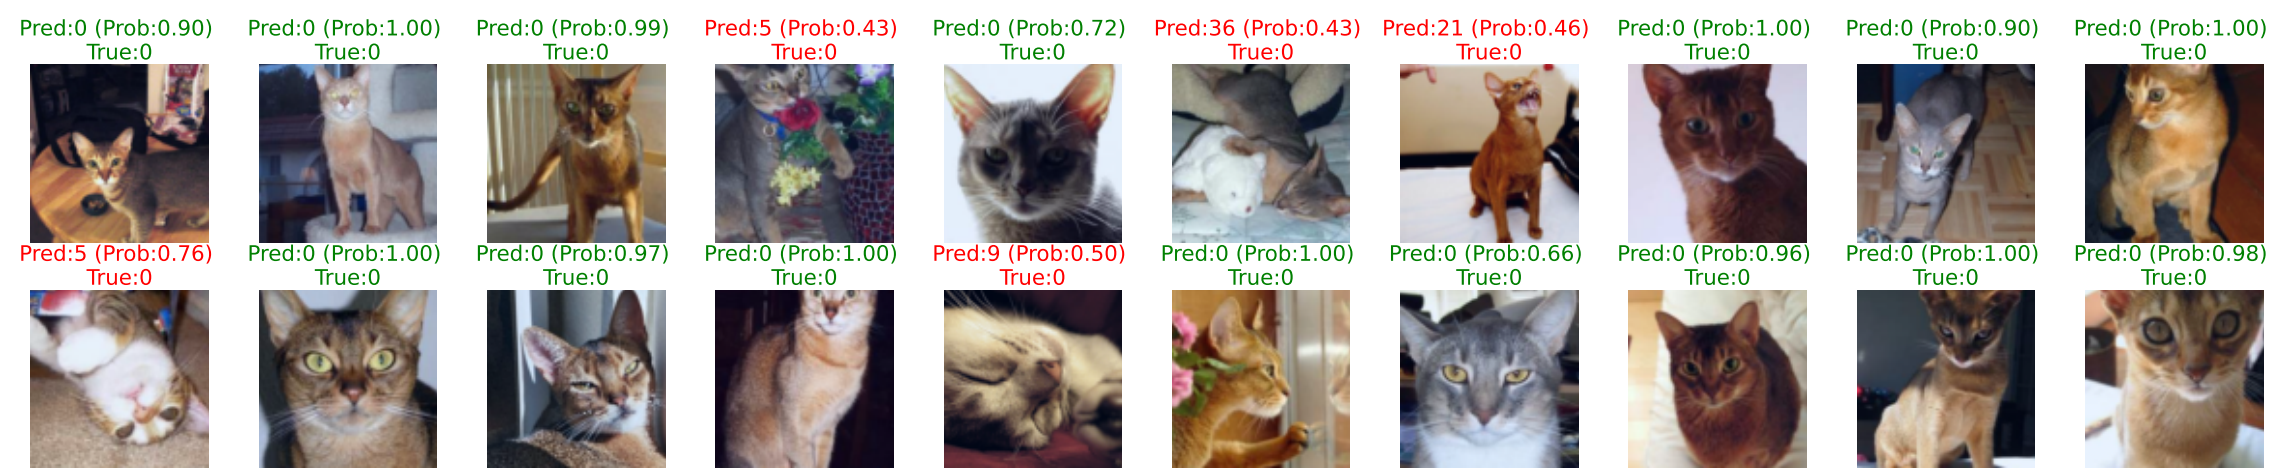 Pred:0 (Prob:0.90)
True:0
Pred:0 (Prob:1.00)
True:0
Pred:0 (Prob:0.99)
True:0
Pred:5 (Prob:0.43)
True:0
Pred:0 (Prob:0.72)
True:0
Pred:36 (Prob:0.43)
True:0
Pred:21 (Prob:0.46)
True:0
Pred:0 (Prob:1.00)
True:0
Pred:0 (Prob:0.90)
True:0
Pred:0 (Prob:1.00)
True:0
Pred:5 (Prob:0.76)
True:0
Pred:0 (Prob:1.00)
True:0
Pred:0 (Prob:0.97)
True:0
Pred:0 (Prob:1.00)
True:0
Pred:9 (Prob:0.50)
True:0
Pred:0 (Prob:1.00)
True:0
Pred:0 (Prob:0.66)
True:0
Pred:0 (Prob:0.96)
True:0
Pred:0 (Prob:1.00)
True:0
Pred:0 (Prob:0.98)
True:0